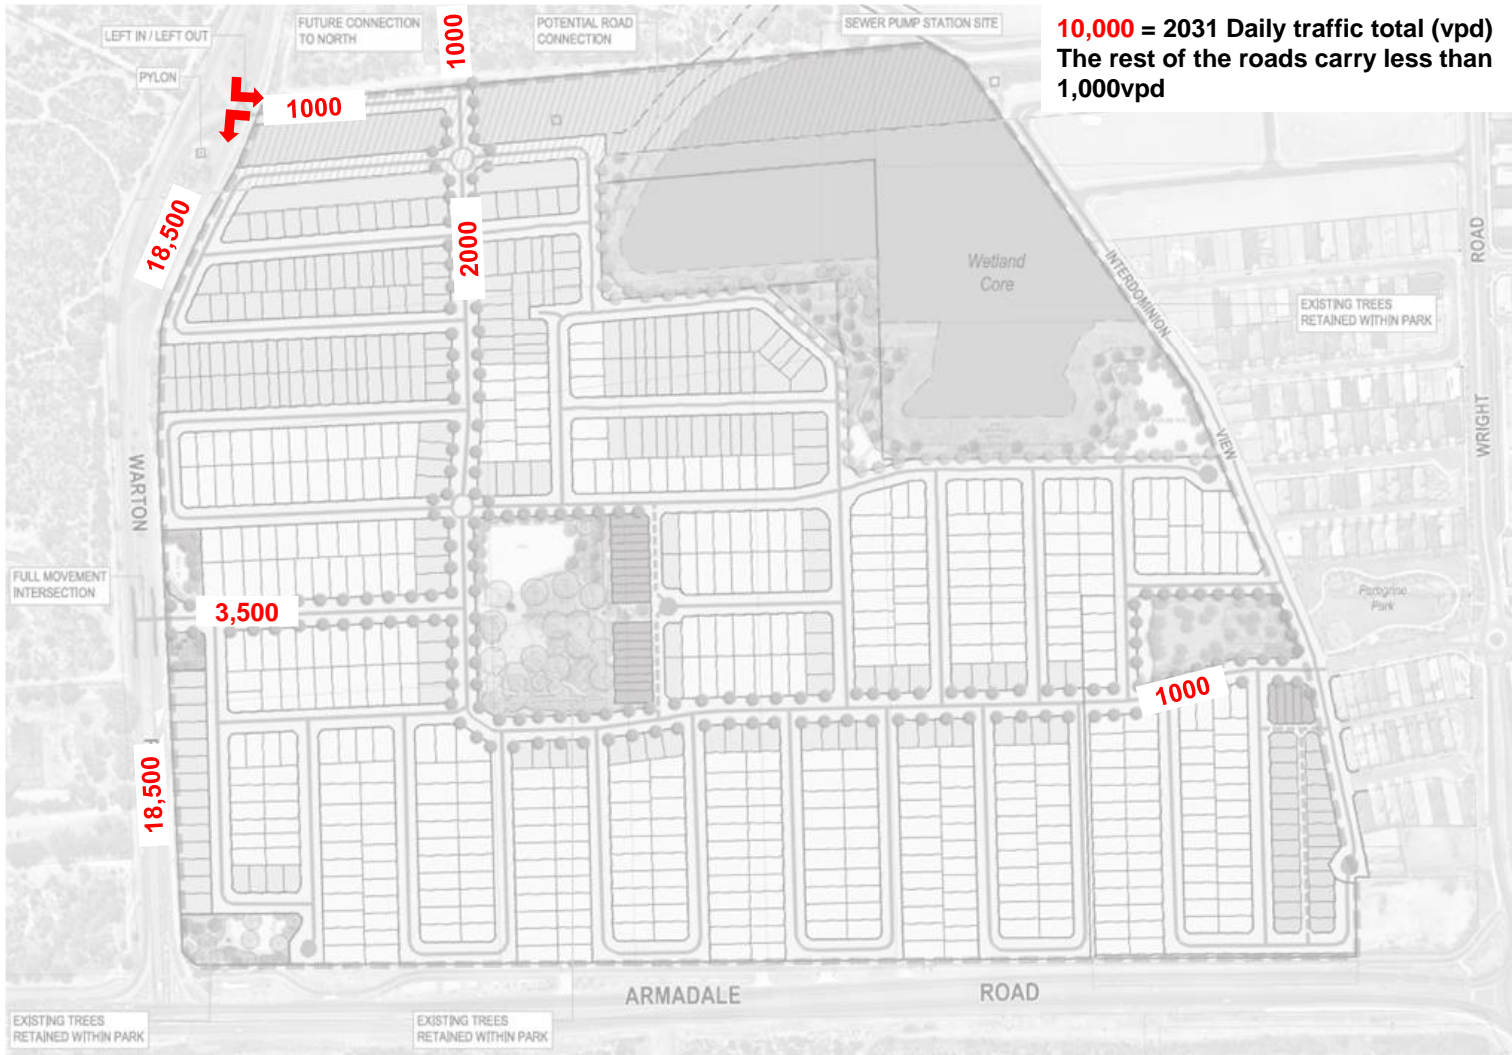 LEFT IN / LEFT OUT
FUTURE CONNECTION
TO NORTH
1000
POTENTIAL ROAD
CONNECTION
SEWER PUMP STATION SITE
10,000 = 2031 Daily traffic total (vpd)
The rest of the roads carry less than
1,000vpd
PYLON
1000
18,500
2000
Wetland
Core
INTERDOMINION
VIEW
EXISTING TREES
RETAINED WITHIN PARK
ROAD
WRIGHT
WARTON
FULL MOVEMENT
INTERSECTION
3,500
Peregrine
Park
1000
18,500
ARMADALE ROAD
EXISTING TREES
RETAINED WITHIN PARK
EXISTING TREES
RETAINED WITHIN PARK